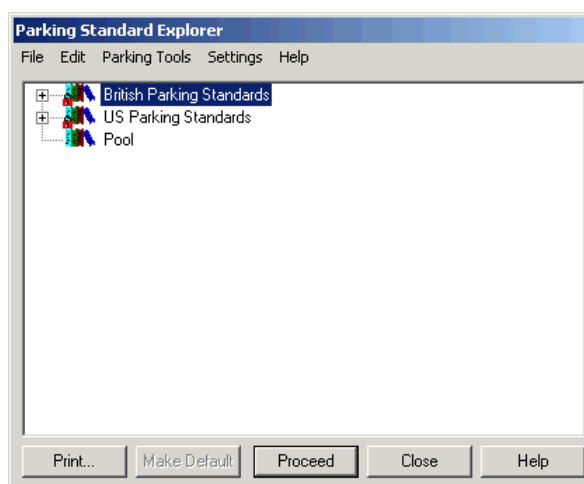 Parking Standard Explorer
File Edit Parking Tools Settings Help
British Parking Standards
US Parking Standards
Pool
Print... Make Default Proceed Close Help